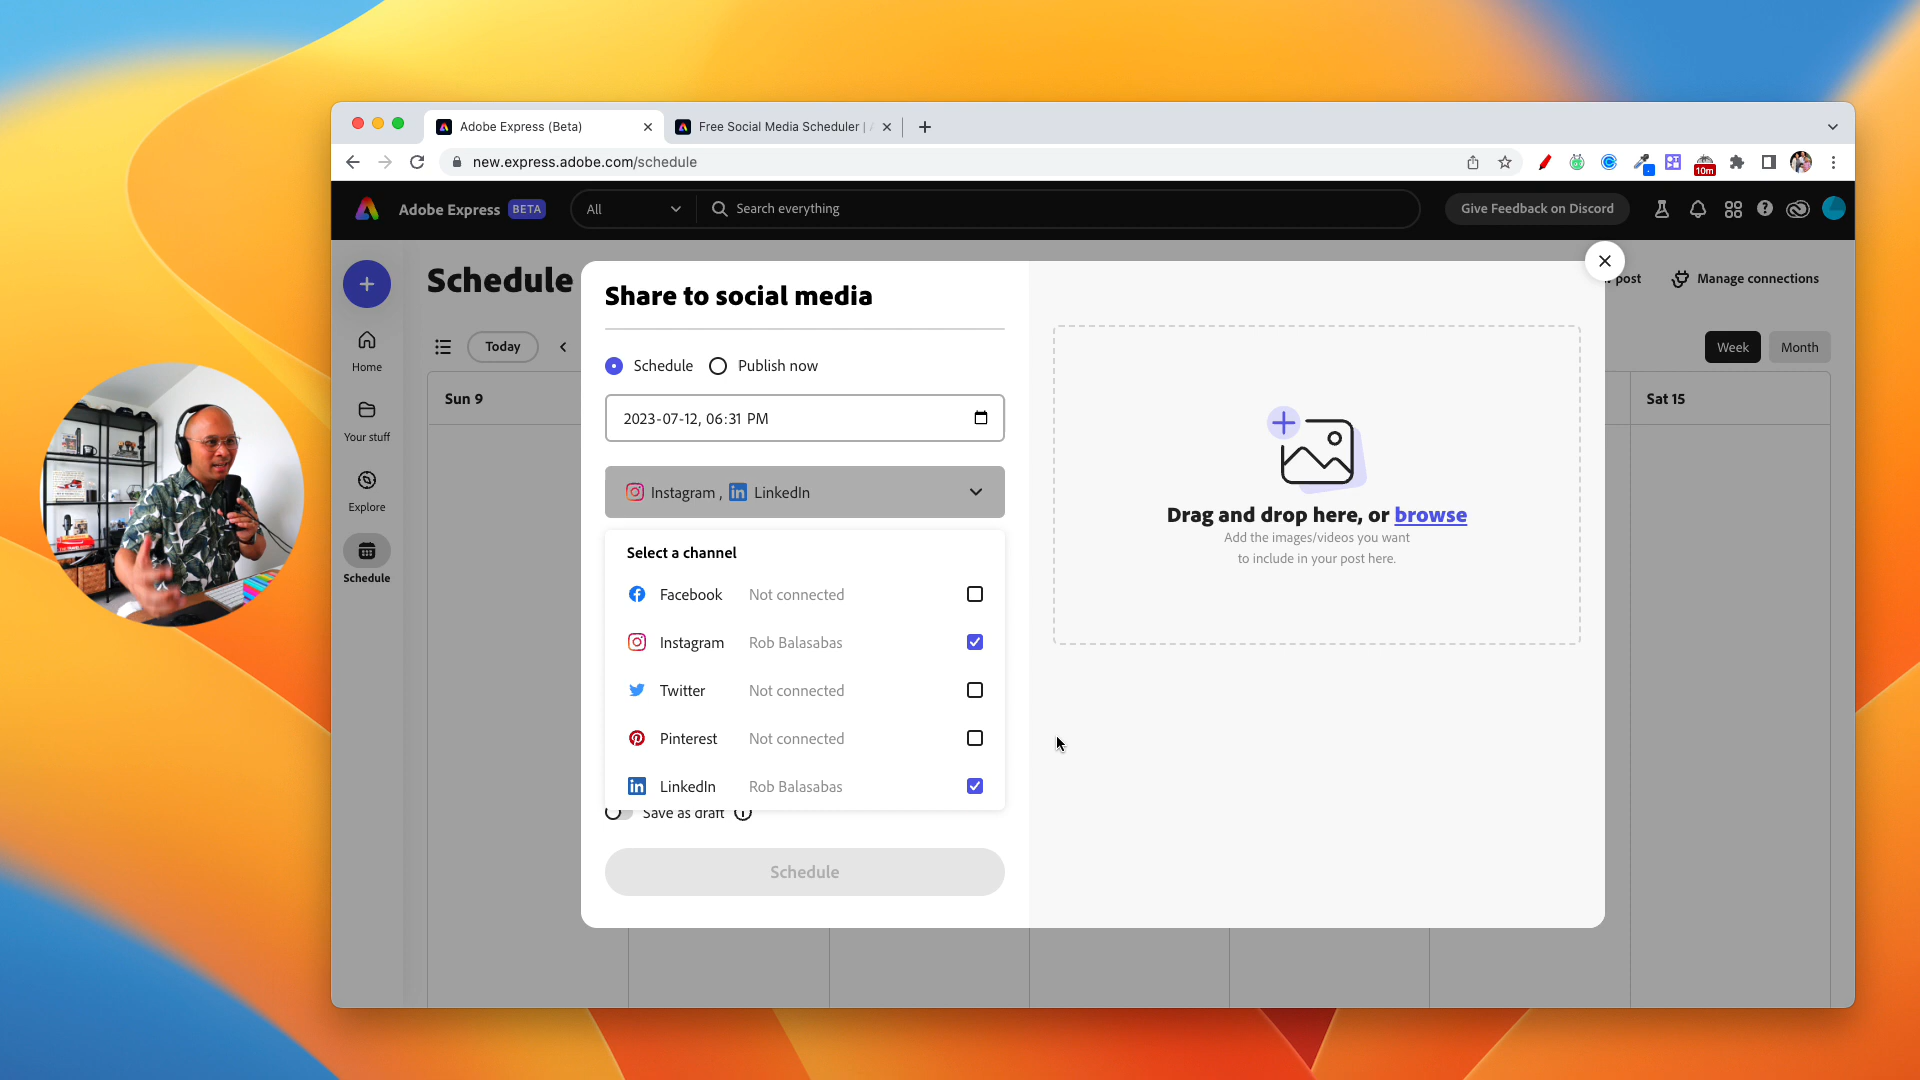 Adobe Express (Beta)
Free Social Media Scheduler |
new.express.adobe.com/schedule
10m
Adobe Express BETA
All
Search everything
Give Feedback on Discord
Schedule
post
Manage connections
Home
Your stuff
Explore
Schedule
Today
Week
Month
Sun 9
Sat 15
Share to social media
Schedule
Publish now
2023-07-12, 06:31 PM
Instagram , LinkedIn
Select a channel
Facebook Not connected
Instagram Rob Balasabas
Twitter Not connected
Pinterest Not connected
LinkedIn Rob Balasabas
Save as draft
Schedule
Drag and drop here, or browse
Add the images/videos you want
to include in your post here.